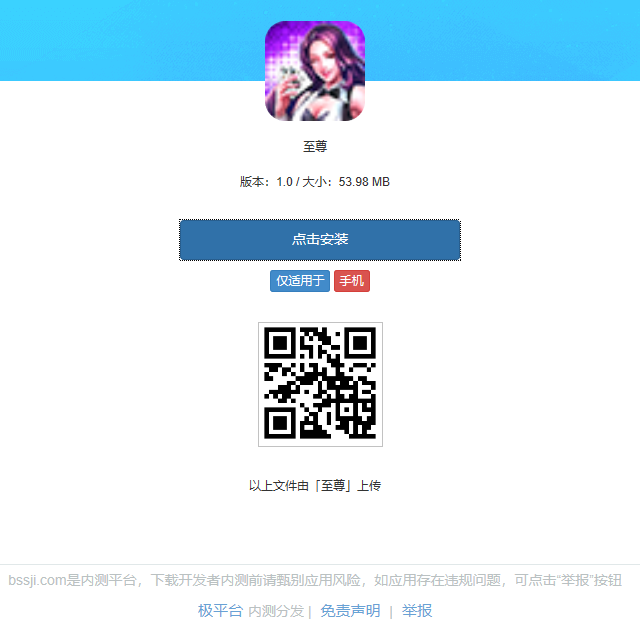 至尊
版本：1.0 / 大小：53.98 MB
点击安装
仅适用于 手机
以上文件由「至尊」上传
bssji.com是内测平台，下载开发者内测前请甄别应用风险，如应用存在违规问题，可点击“举报”按钮
极平台 内测分发 | 免责声明 | 举报